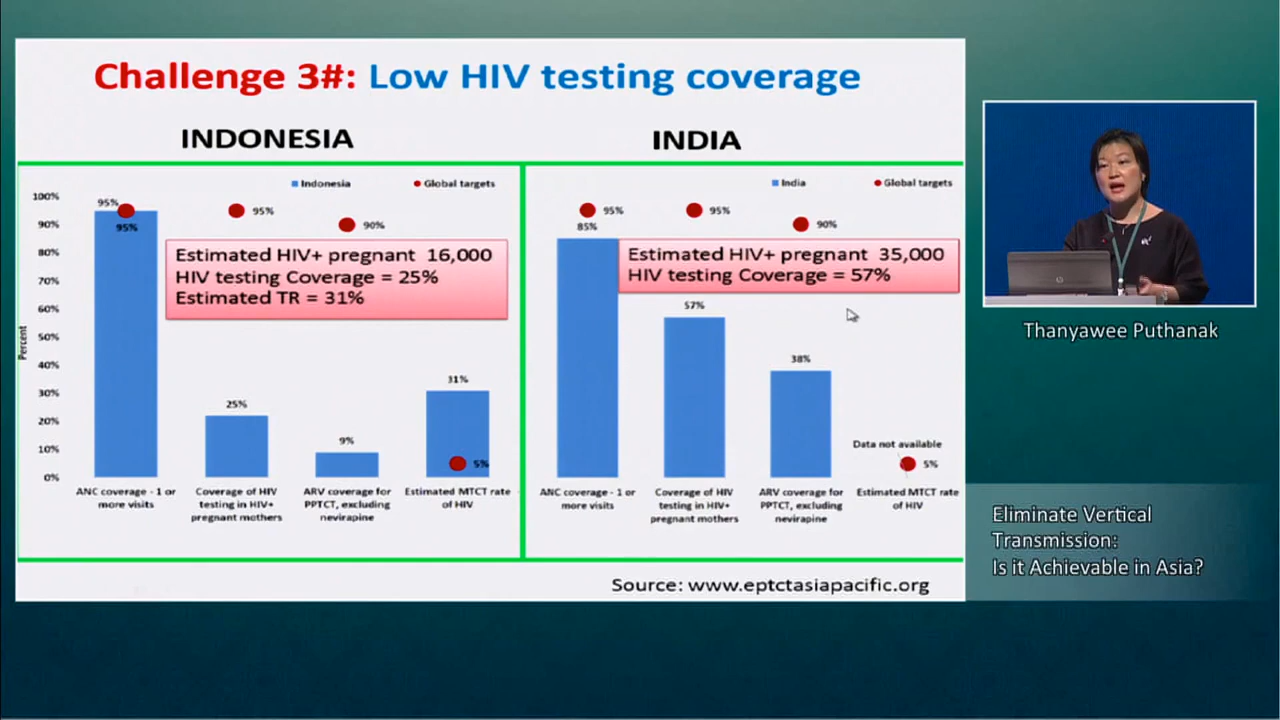 Challenge 3#: Low HIV testing coverage
INDONESIA
INDIA
Indonesia
Global targets
Percent
100%
90%
80%
70%
60%
50%
40%
30%
20%
10%
0%
95%
95%
95%
90%
Estimated HIV+ pregnant 16,000
HIV testing Coverage = 25%
Estimated TR = 31%
25%
9%
31%
5%
ANC coverage - 1 or
more visits
Coverage of HIV
testing in HIV+
pregnant mothers
ARV coverage for
PPTCT, excluding
nevirapine
Estimated MTCT rate
of HIV
India
Global targets
95%
85%
95%
90%
Estimated HIV+ pregnant 35,000
HIV testing Coverage = 57%
57%
38%
Data not available
5%
ANC coverage - 1 or
more visits
Coverage of HIV
testing in HIV+
pregnant mothers
ARV coverage for
PPTCT, excluding
nevirapine
Estimated MTCT rate
of HIV
Source: www.eptctasiapacific.org
Thanyawee Puthanak
Eliminate Vertical
Transmission:
Is it Achievable in Asia?